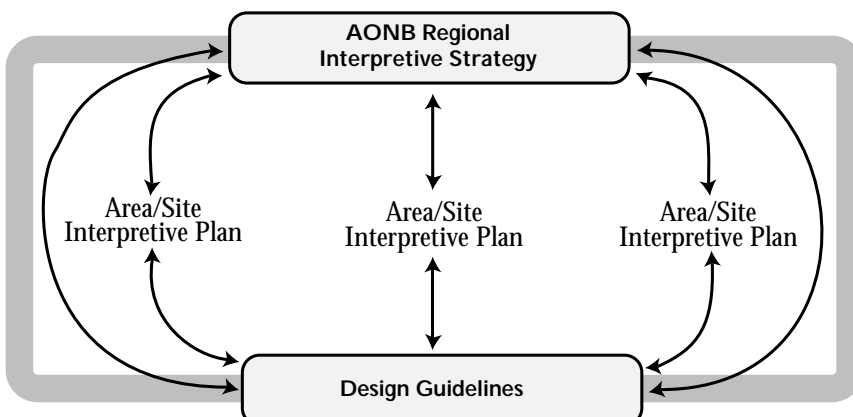 AONB Regional
Interpretive Strategy
Area/Site
Interpretive Plan
Area/Site
Interpretive Plan
Area/Site
Interpretive Plan
Design Guidelines